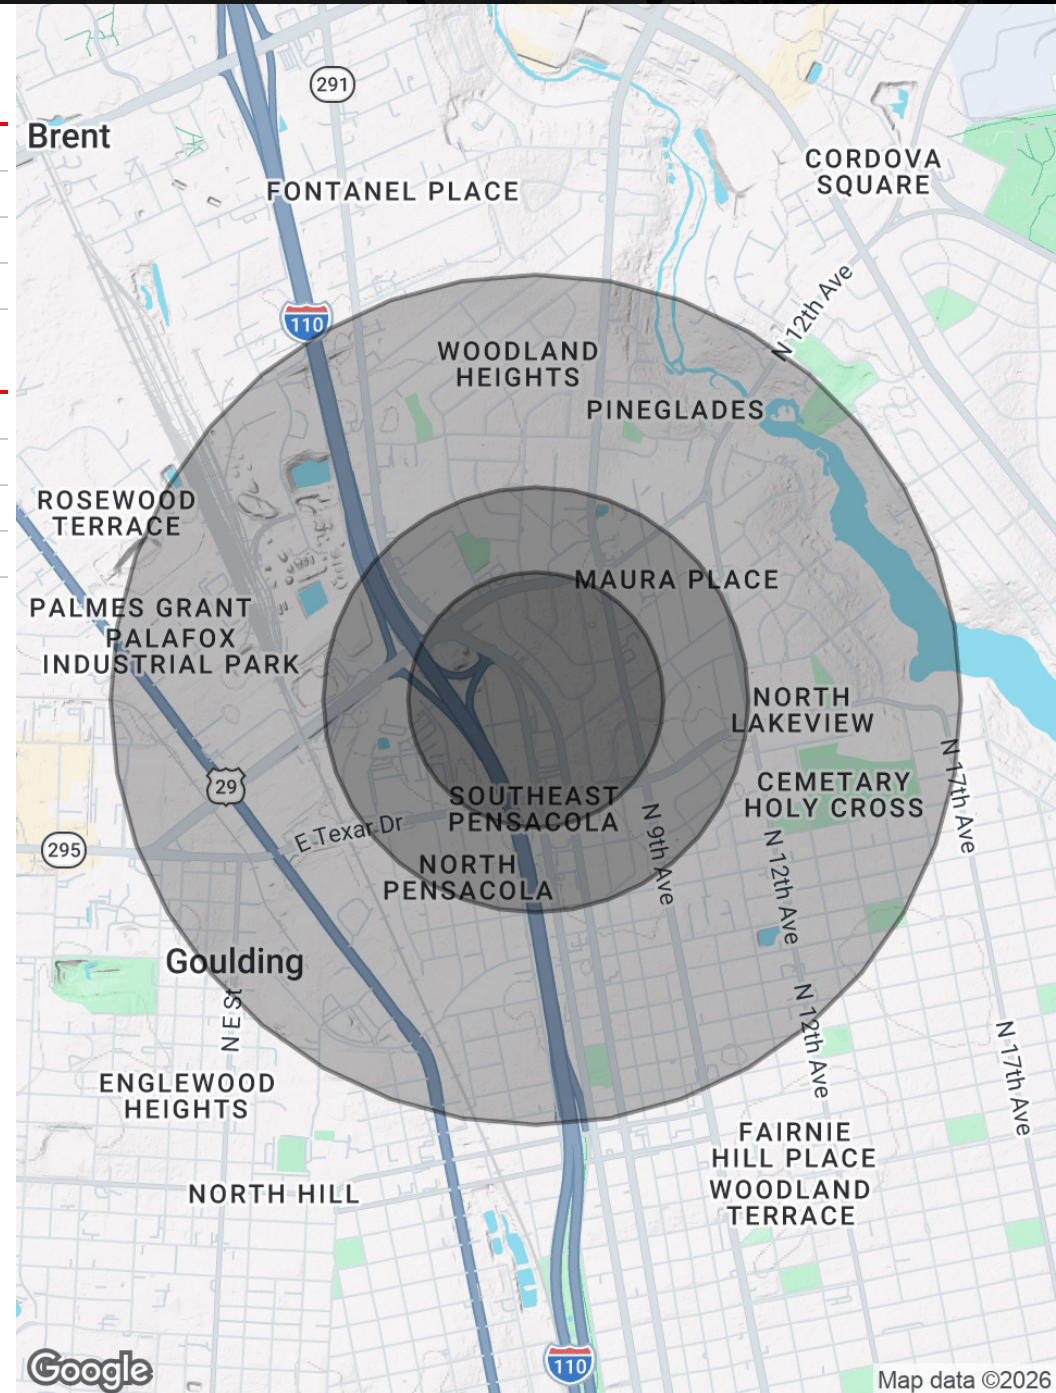 291
Brent
CORDOVA
SQUARE
FONTANEL PLACE
N 12th Ave
110
WOODLAND
HEIGHTS
PINEGLADES
ROSEWOOD
TERRACE
MAURA PLACE
PALMES GRANT
PALAFOX
INDUSTRIAL PARK
NORTH
LAKEVIEW
N 17th Ave
29
SOUTHEAST
PENSACOLA
CEMETARY
HOLY CROSS
E Texar Dr
N 9th Ave
295
N 12th Ave
NORTH
PENSACOLA
Goulding
N E St
N 12th Ave
N 17th Ave
ENGLEWOOD
HEIGHTS
FAIRNIE
HILL PLACE
NORTH HILL
WOODLAND
TERRACE
110
Google
Map data ©2026